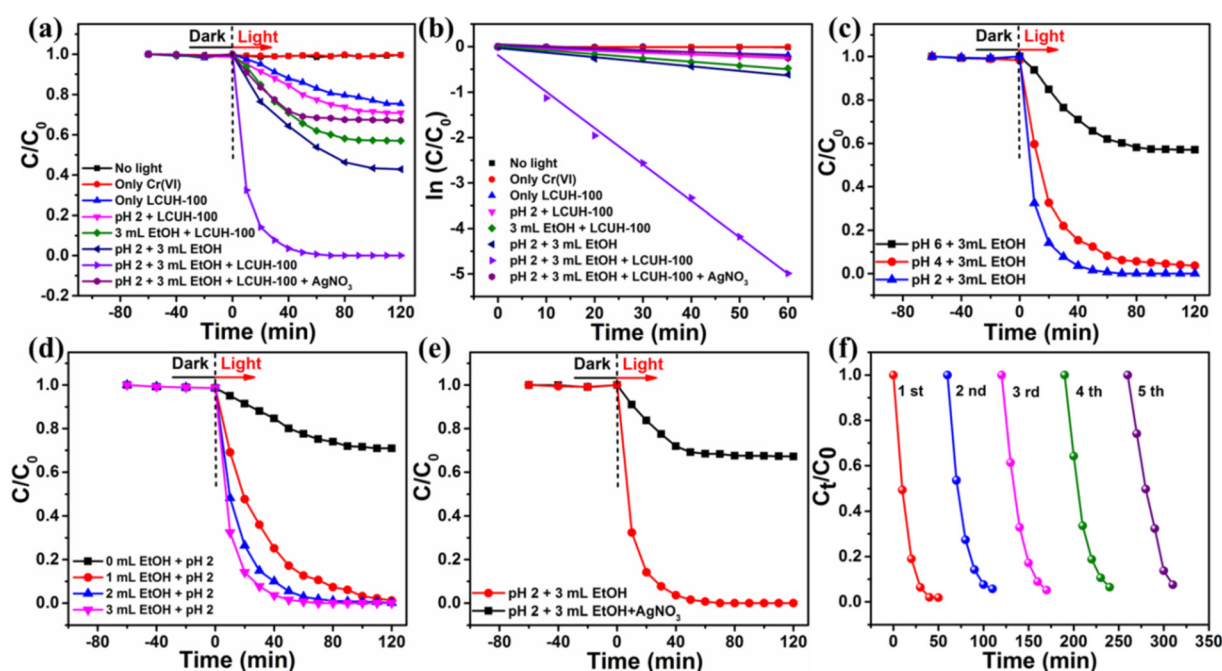 (a)
Dark
Light
C/C0
1.0
0.8
0.6
0.4
0.2
0.0
-0.2
No light
Only Cr(VI)
Only LCUH-100
pH 2 + LCUH-100
3 mL EtOH + LCUH-100
pH 2 + 3 mL EtOH
pH 2 + 3 mL EtOH + LCUH-100
pH 2 + 3 mL EtOH + LCUH-100 + AgNO3
-80 -40 0 40 80 120
Time (min)
(b)
ln (C/C0)
0
-1
-2
-3
-4
-5
No light
Only Cr(VI)
Only LCUH-100
pH 2 + LCUH-100
3 mL EtOH + LCUH-100
pH 2 + 3 mL EtOH
pH 2 + 3 mL EtOH + LCUH-100
pH 2 + 3 mL EtOH + LCUH-100 + AgNO3
0 10 20 30 40 50 60
Time (min)
(c)
Dark
Light
C/C0
1.0
0.8
0.6
0.4
0.2
0.0
pH 6 + 3mL EtOH
pH 4 + 3mL EtOH
pH 2 + 3mL EtOH
-80 -40 0 40 80 120
Time (min)
(d)
Dark
Light
C/C0
1.0
0.8
0.6
0.4
0.2
0.0
0 mL EtOH + pH 2
1 mL EtOH + pH 2
2 mL EtOH + pH 2
3 mL EtOH + pH 2
-80 -40 0 40 80 120
Time (min)
(e)
Dark
Light
C/C0
1.0
0.8
0.6
0.4
0.2
0.0
pH 2 + 3 mL EtOH
pH 2 + 3 mL EtOH+AgNO3
-80 -40 0 40 80 120
Time (min)
(f)
Ct/C0
1.0
0.8
0.6
0.4
0.2
0.0
1 st
2 nd
3 rd
4 th
5 th
0 50 100 150 200 250 300 350
Time (min)